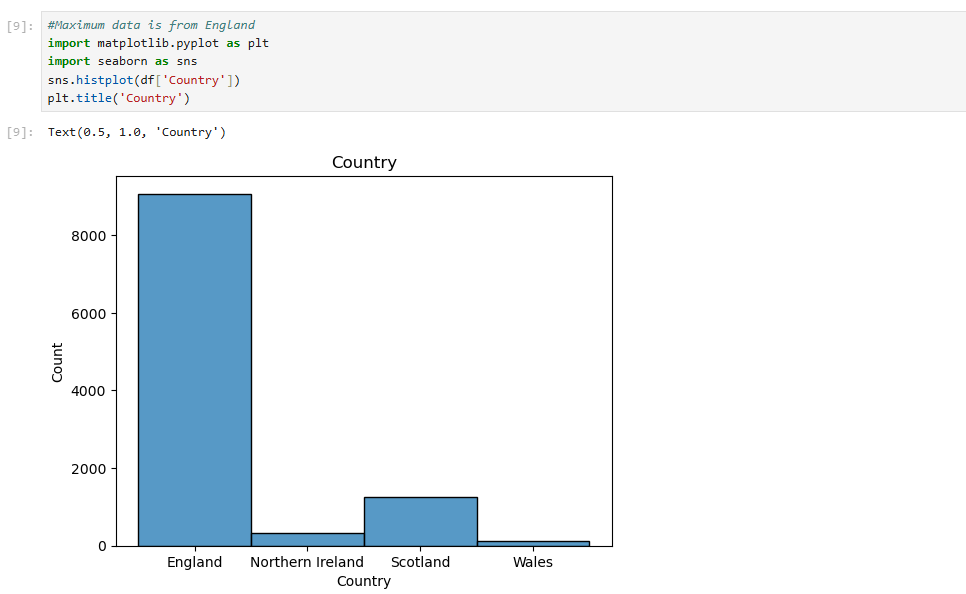 [9]: #Maximum data is from England
import matplotlib.pyplot as plt
import seaborn as sns
sns.histplot(df['Country'])
plt.title('Country')
[9]: Text(0.5, 1.0, 'Country')
Country
8000
6000
4000
2000
0
Count
England Northern Ireland Scotland Wales
Country